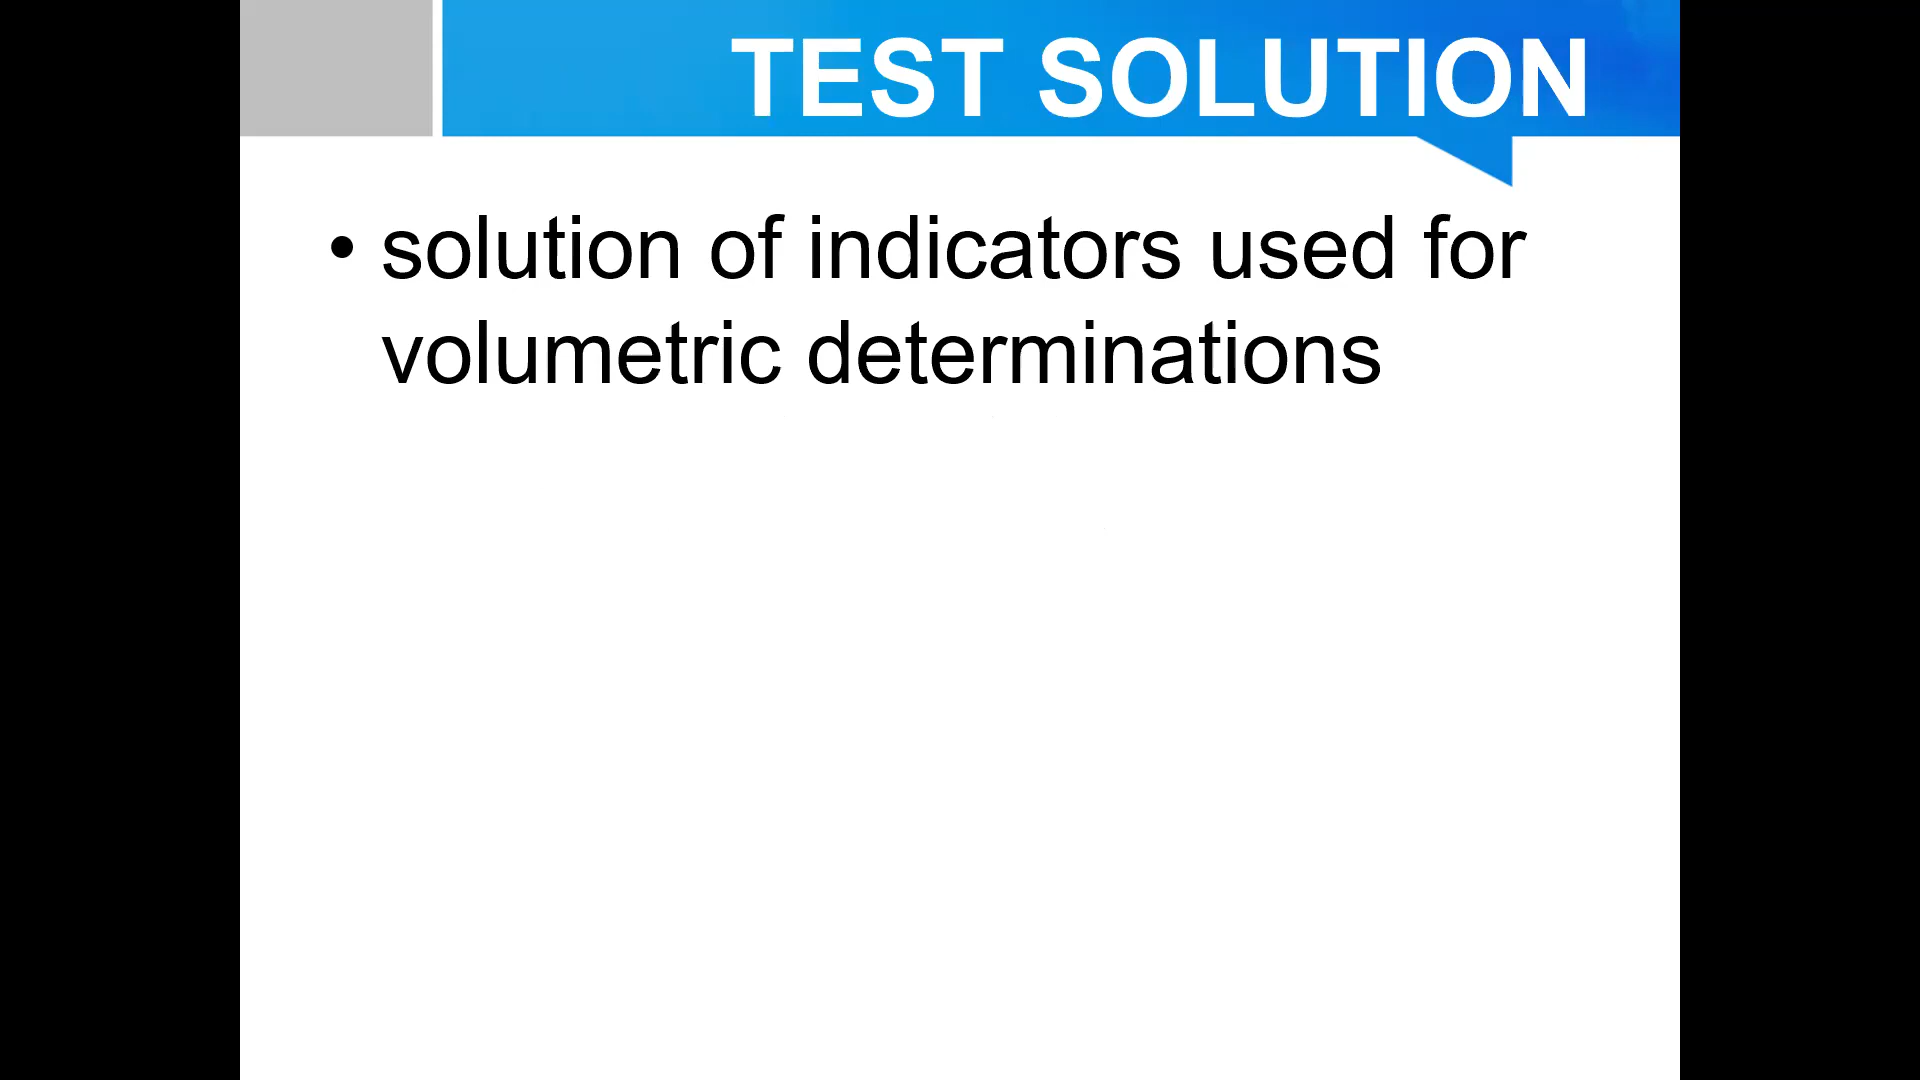 TEST SOLUTION
• solution of indicators used for
volumetric determinations